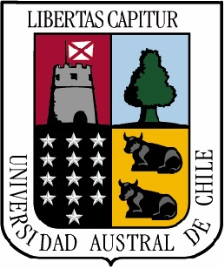 LIBERTAS CAPITUR
UNIVERSIDAD AUSTRAL DE CHILE